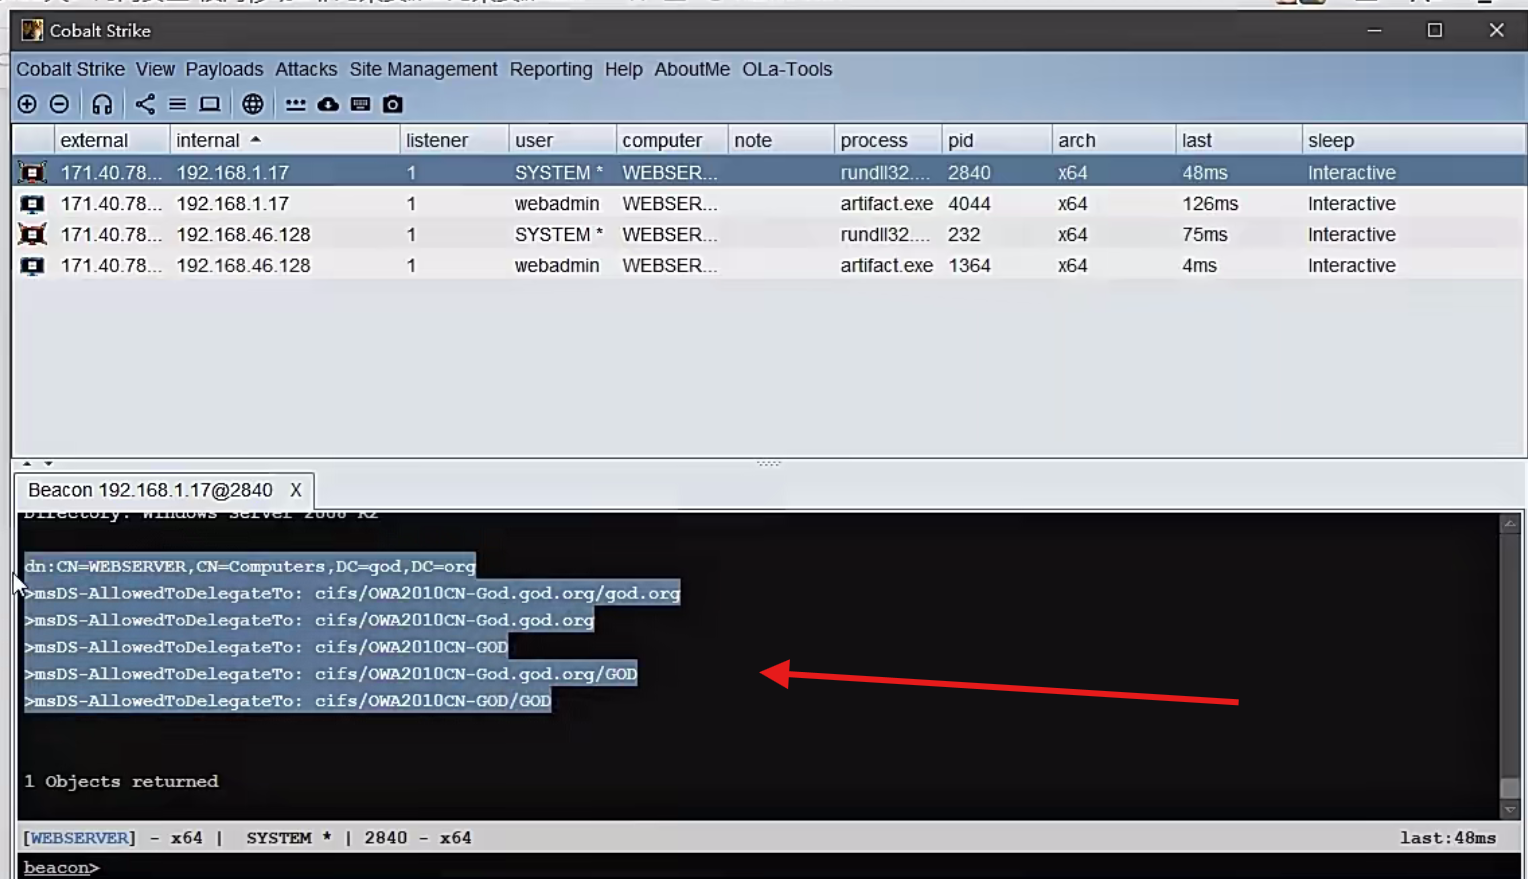 Cobalt Strike
Cobalt Strike View Payloads Attacks Site Management Reporting Help AboutMe OLa-Tools
external internal listener user computer note process pid arch last sleep
171.40.78... 192.168.1.17 1 SYSTEM * WEBSER... rundll32.... 2840 x64 48ms Interactive
171.40.78... 192.168.1.17 1 webadmin WEBSER... artifact.exe 4044 x64 126ms Interactive
171.40.78... 192.168.46.128 1 SYSTEM * WEBSER... rundll32.... 232 x64 75ms Interactive
171.40.78... 192.168.46.128 1 webadmin WEBSER... artifact.exe 1364 x64 4ms Interactive
Beacon 192.168.1.17@2840 X
Directory: Windows Server 2008 R2
dn:CN=WEBSERVER,CN=Computers,DC=god,DC=org
>msDS-AllowedToDelegateTo: cifs/OWA2010CN-God.god.org/god.org
>msDS-AllowedToDelegateTo: cifs/OWA2010CN-God.god.org
>msDS-AllowedToDelegateTo: cifs/OWA2010CN-GOD
>msDS-AllowedToDelegateTo: cifs/OWA2010CN-God.god.org/GOD
>msDS-AllowedToDelegateTo: cifs/OWA2010CN-GOD/GOD
1 Objects returned
[WEBSERVER] - x64 | SYSTEM * | 2840 - x64 last:48ms
beacon>